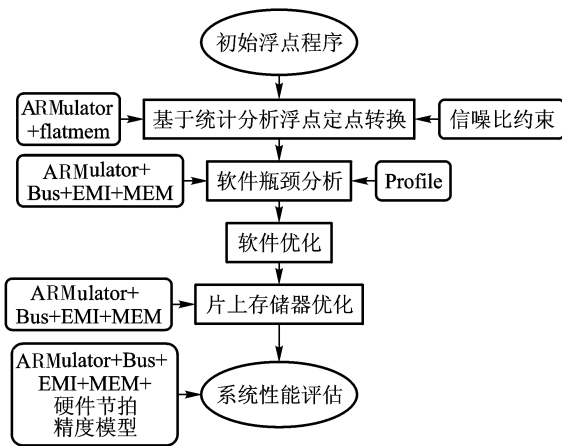 初始浮点程序
ARMulator
+flatmem
基于统计分析浮点定点转换
信噪比约束
ARMulator+
Bus+EMI+MEM
软件瓶颈分析
Profile
软件优化
ARMulator+
Bus+EMI+MEM
片上存储器优化
ARMulator+Bus+
EMI+MEM+
硬件节拍
精度模型
系统性能评估